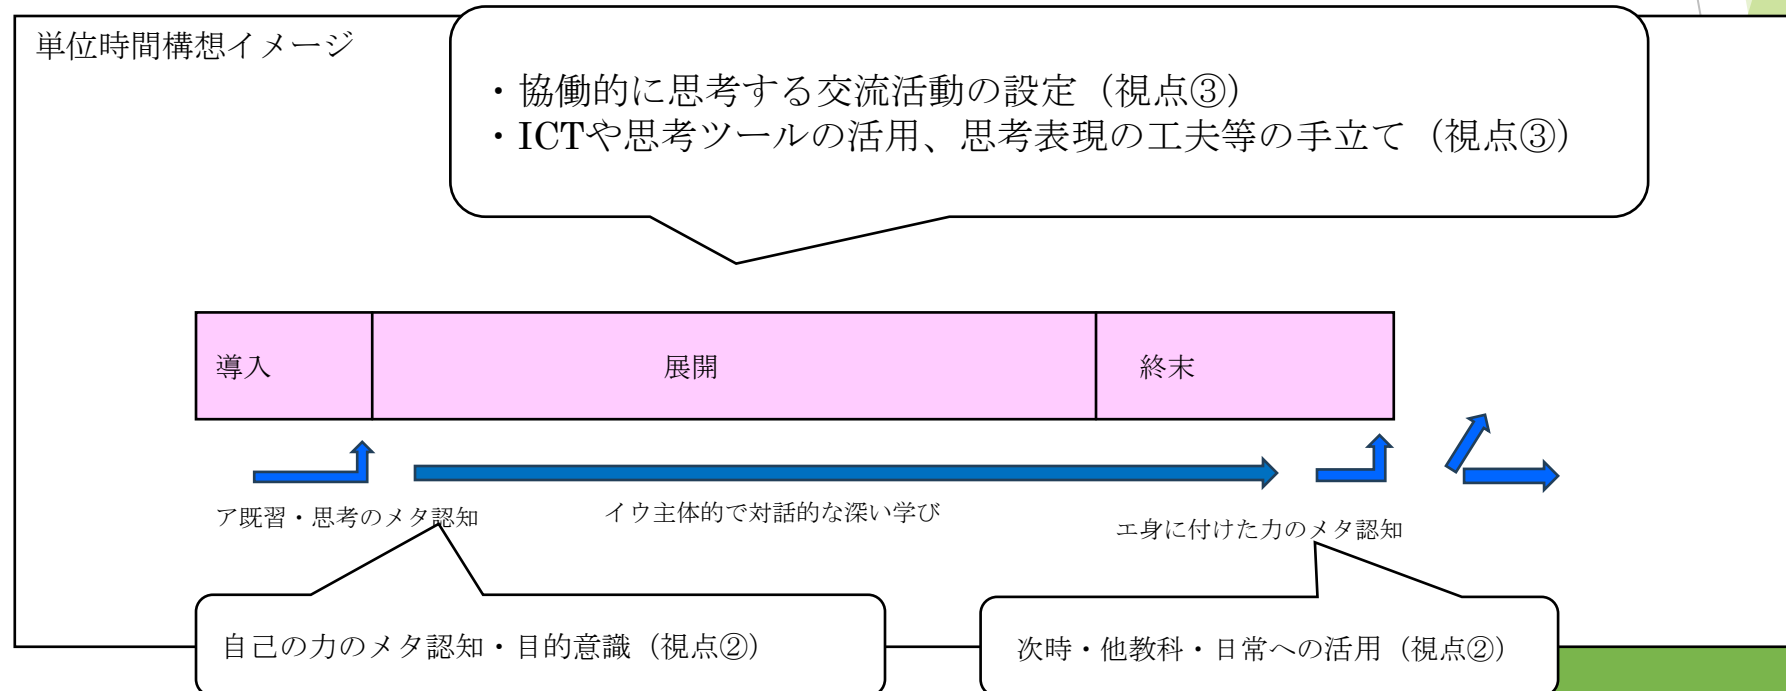 単位時間構想イメージ
・協働的に思考する交流活動の設定（視点③）
・ICTや思考ツールの活用、思考表現の工夫等の手立て（視点③）
導入
展開
終末
ア既習・思考のメタ認知
イウ主体的で対話的な深い学び
エ身に付けた力のメタ認知
自己の力のメタ認知・目的意識（視点②）
次時・他教科・日常への活用（視点②）